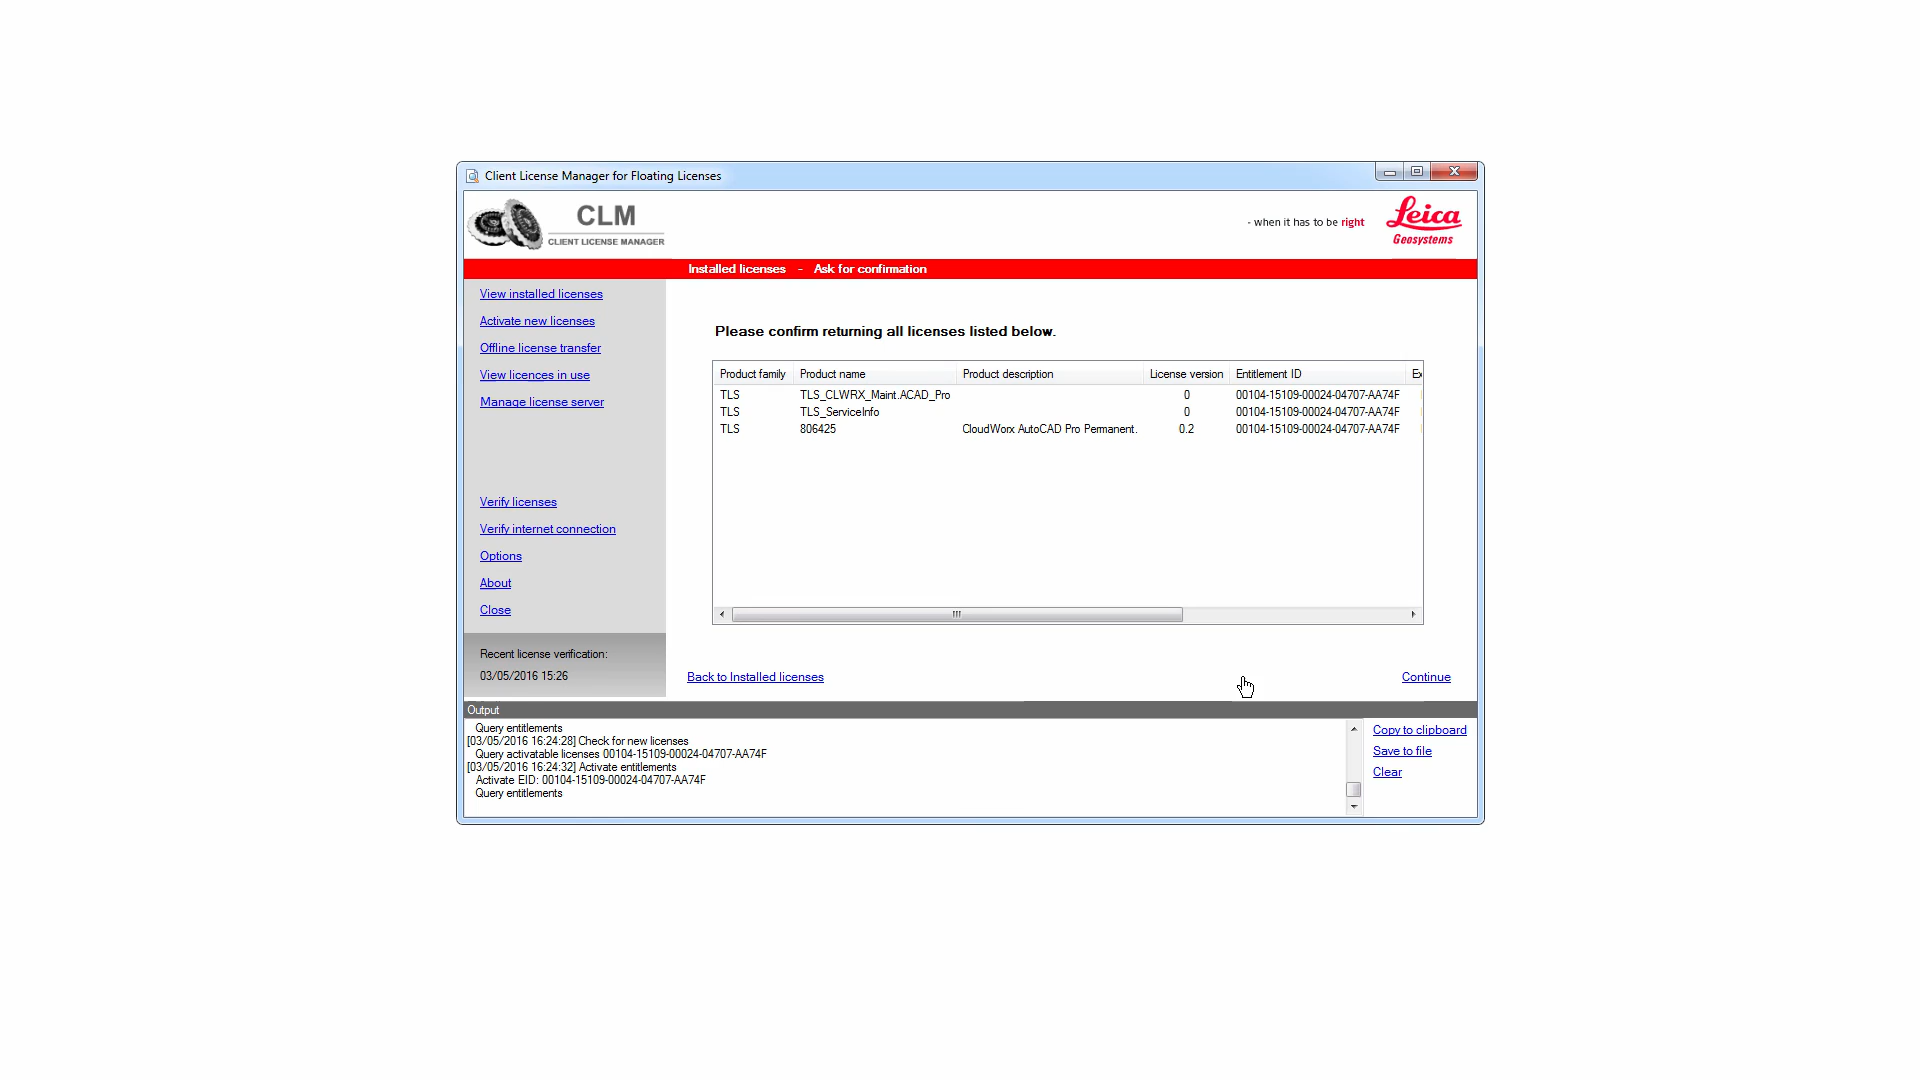 Client License Manager for Floating Licenses
CLM
CLIENT LICENSE MANAGER
- when it has to be right
Leica
Geosystems
Installed licenses - Ask for confirmation
View installed licenses
Activate new licenses
Offline license transfer
View licences in use
Manage license server
Verify licenses
Verify internet connection
Options
About
Close
Recent license verification:
03/05/2016 15:26
Please confirm returning all licenses listed below.
Product family Product name Product description License version Entitlement ID
TLS TLS_CLWRX_Maint.ACAD_Pro 0 00104-15109-00024-04707-AA74F
TLS TLS_ServiceInfo 0 00104-15109-00024-04707-AA74F
TLS 806425 CloudWorx AutoCAD Pro Permanent. 0.2 00104-15109-00024-04707-AA74F
Back to Installed licenses
Continue
Output
Query entitlements
[03/05/2016 16:24:28] Check for new licenses
Query activatable licenses 00104-15109-00024-04707-AA74F
[03/05/2016 16:24:32] Activate entitlements
Activate EID: 00104-15109-00024-04707-AA74F
Query entitlements
Copy to clipboard
Save to file
Clear